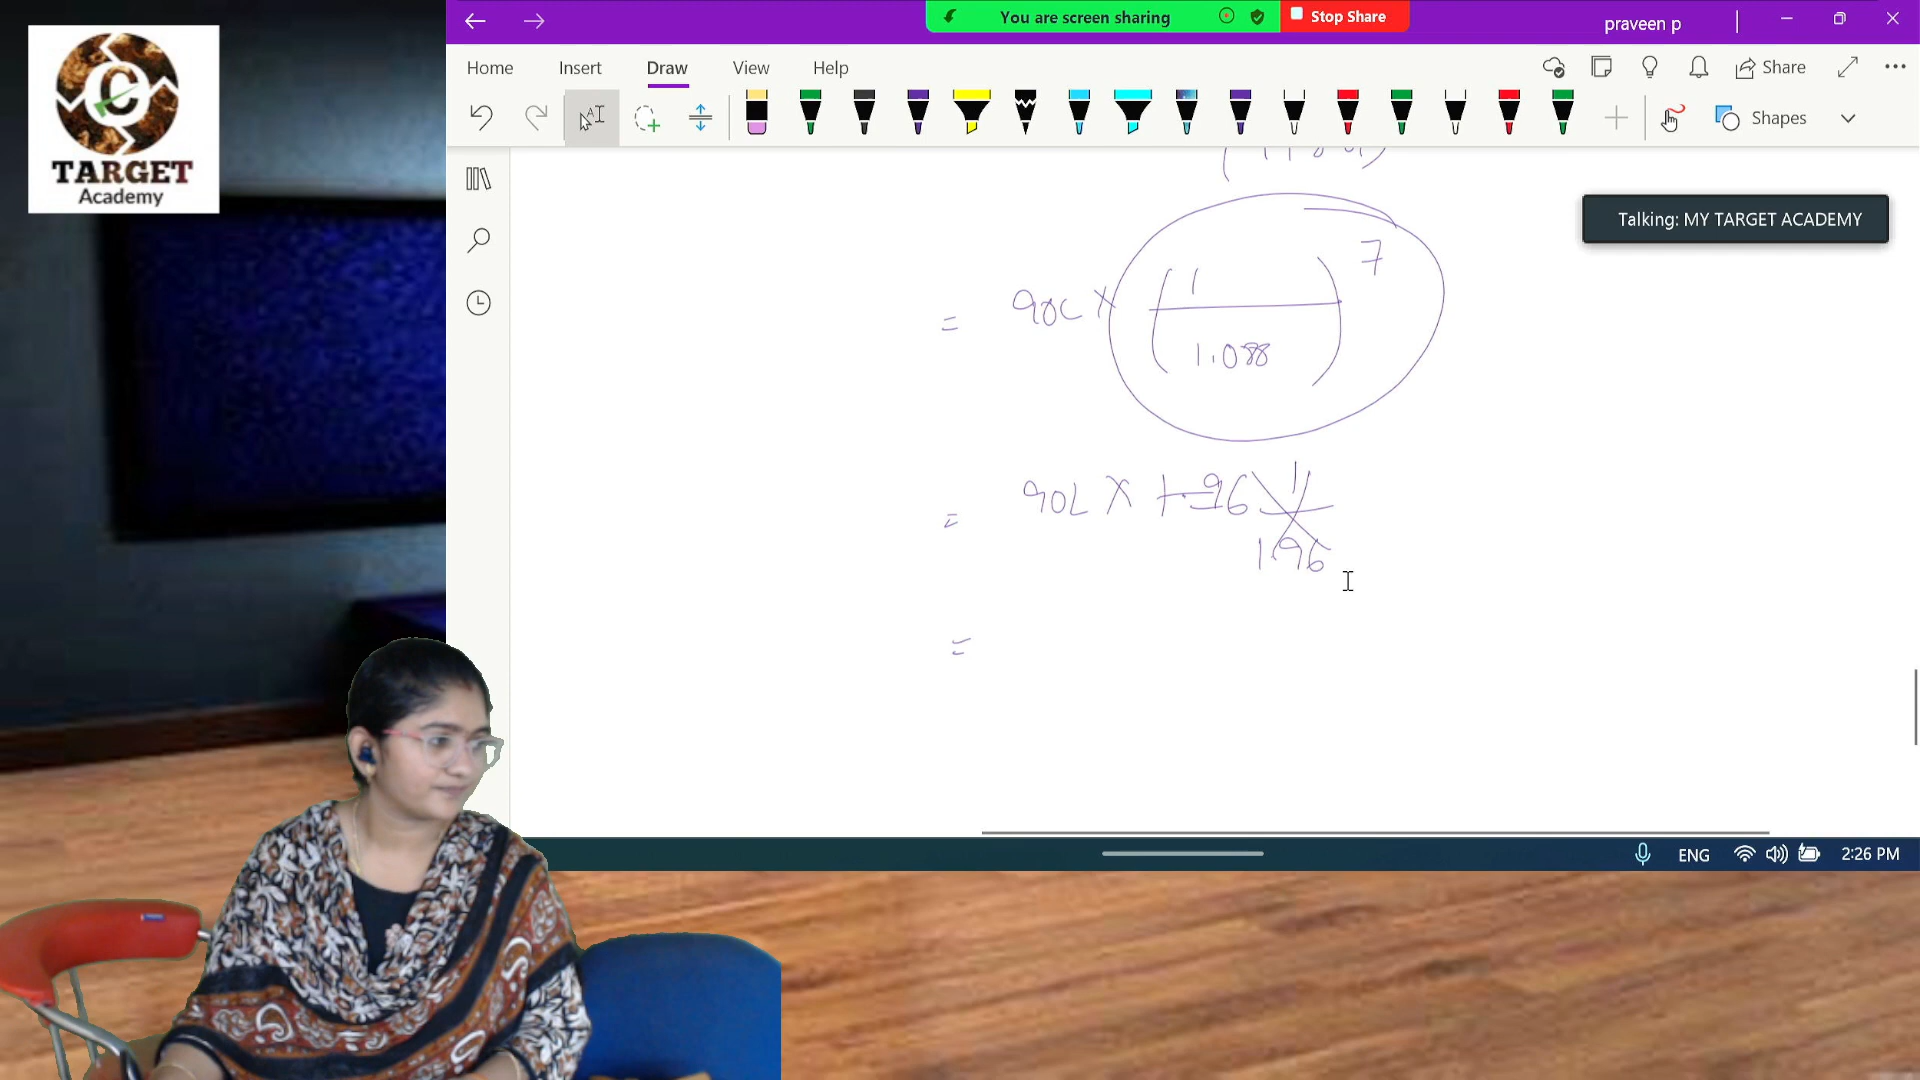 You are screen sharing
Stop Share
praveen p
Home Insert Draw View Help
Share
Shapes
C
TARGET
Academy
Talking: MY TARGET ACADEMY
= 90L X (1/1.088)^7
= 90L X 1.96 1/1.96
=
ENG 2:26 PM